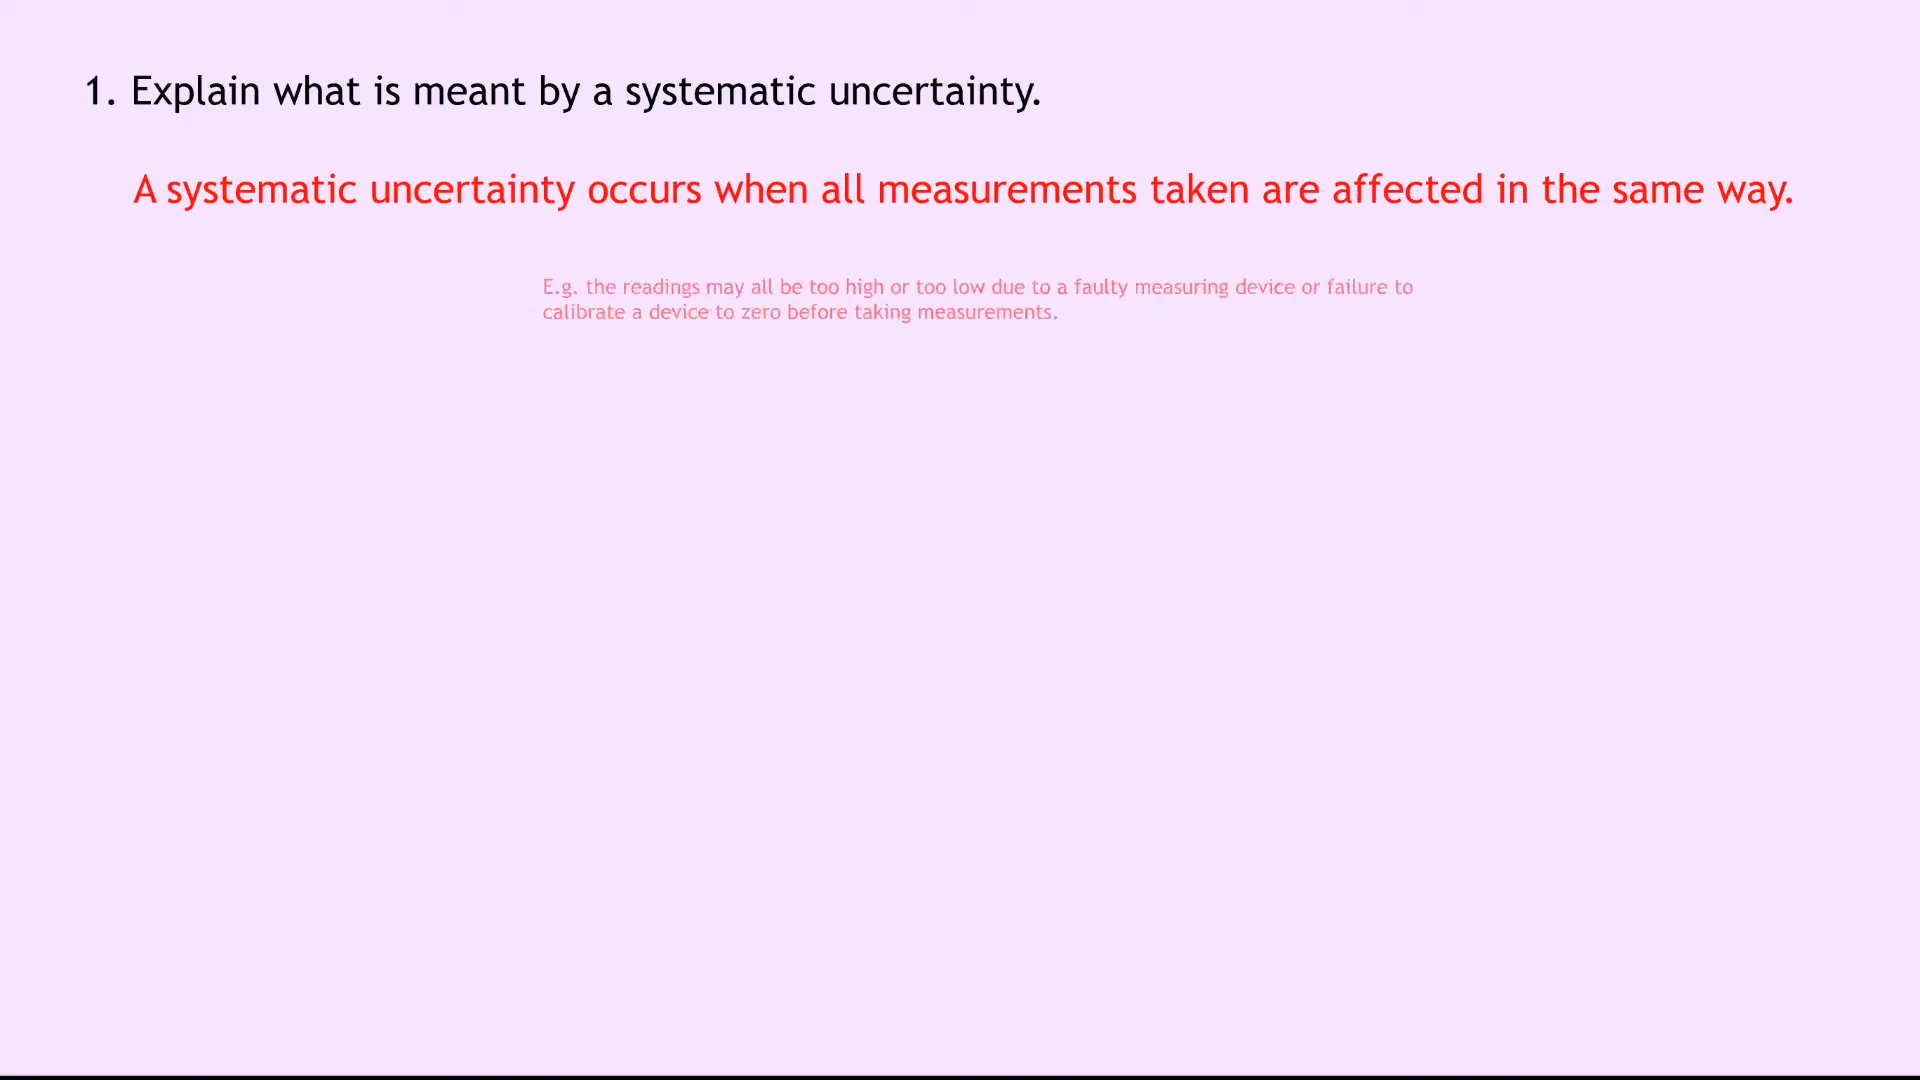 1. Explain what is meant by a systematic uncertainty.
A systematic uncertainty occurs when all measurements taken are affected in the same way.
E.g. the readings may all be too high or too low due to a faulty measuring device or failure to
calibrate a device to zero before taking measurements.